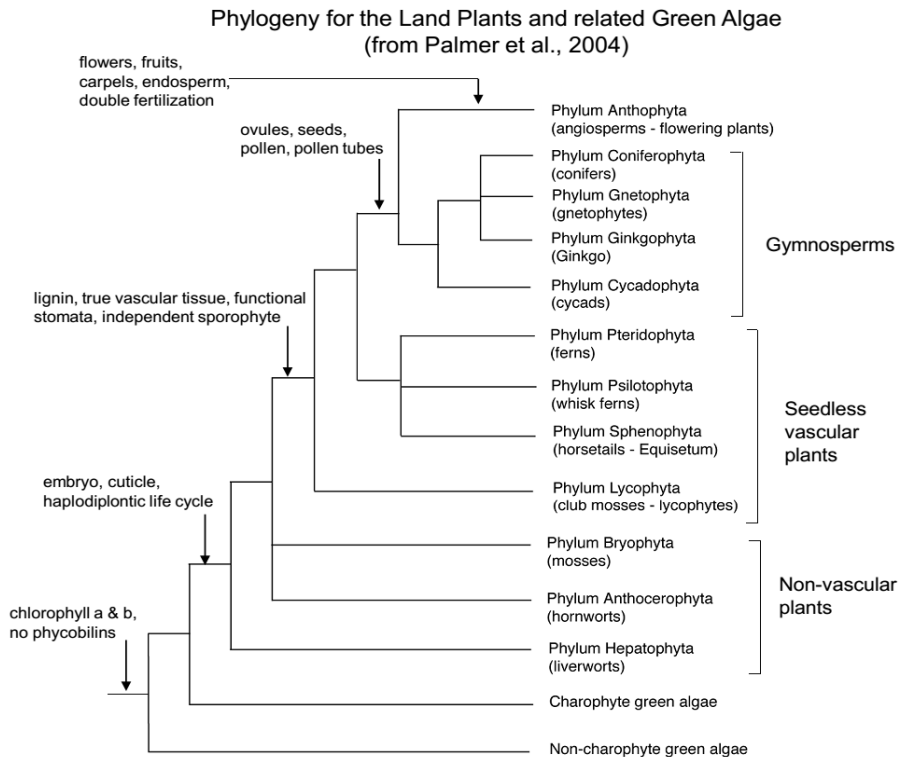 Phylogeny for the Land Plants and related Green Algae
(from Palmer et al., 2004)
flowers, fruits,
carpels, endosperm,
double fertilization
ovules, seeds,
pollen, pollen tubes
lignin, true vascular tissue, functional
stomata, independent sporophyte
embryo, cuticle,
haplodiplontic life cycle
chlorophyll a & b,
no phycobilins
Phylum Anthophyta
(angiosperms - flowering plants)
Phylum Coniferophyta
(conifers)
Phylum Gnetophyta
(gnetophytes)
Phylum Ginkgophyta
(Ginkgo)
Phylum Cycadophyta
(cycads)
Gymnosperms
Phylum Pteridophyta
(ferns)
Phylum Psilotophyta
(whisk ferns)
Phylum Sphenophyta
(horsetails - Equisetum)
Phylum Lycophyta
(club mosses - lycophytes)
Seedless
vascular
plants
Phylum Bryophyta
(mosses)
Phylum Anthocerophyta
(hornworts)
Phylum Hepatophyta
(liverworts)
Non-vascular
plants
Charophyte green algae
Non-charophyte green algae